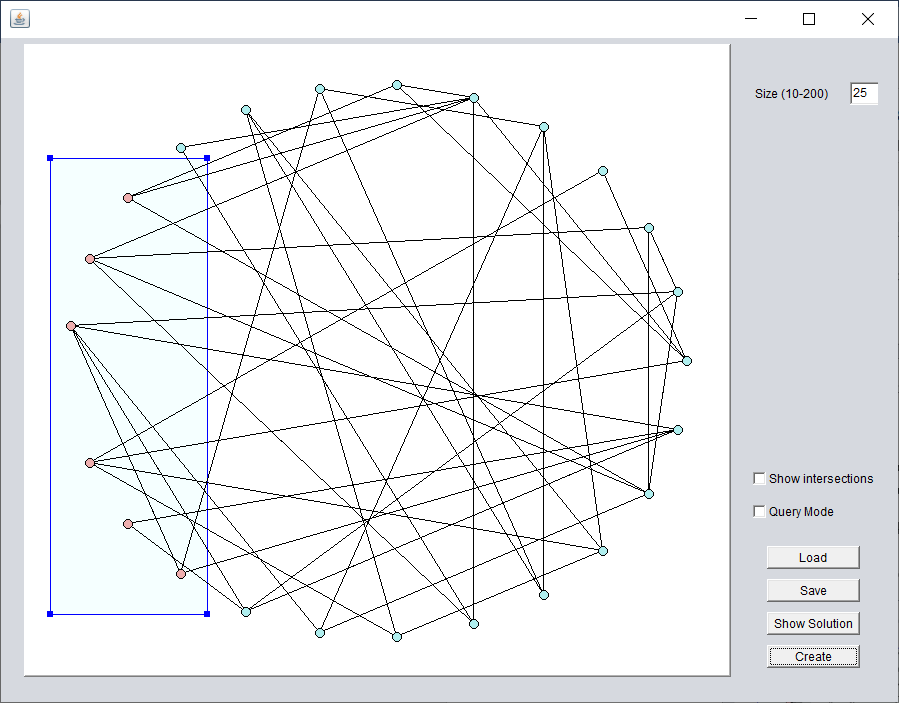 Size (10-200) 25
Show intersections
Query Mode
Load
Save
Show Solution
Create